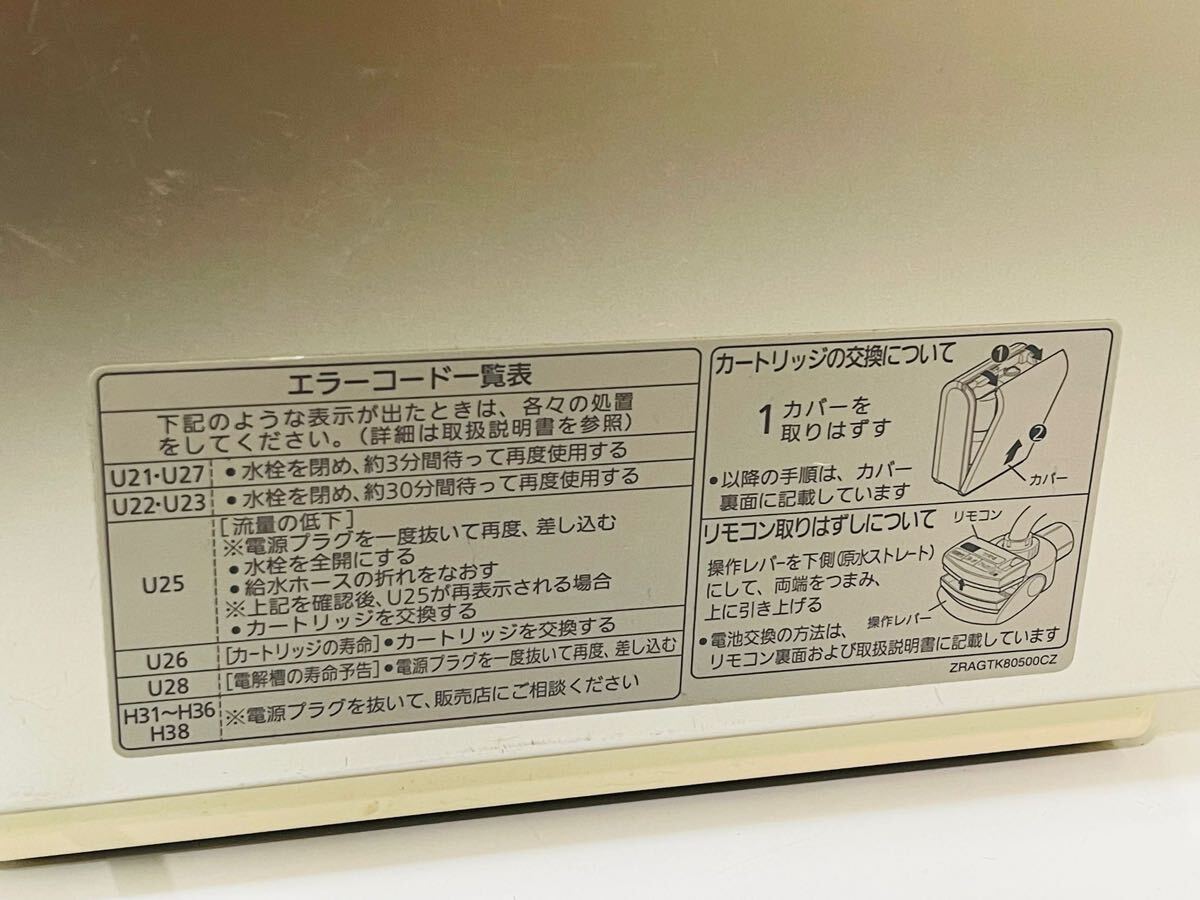 エラーコード一覧表
下記のような表示が出たときは、各々の処置
をしてください。（詳細は取扱説明書を参照）
U21・U27 ●水栓を閉め、約3分間待って再度使用する
U22・U23 ●水栓を閉め、約30分間待って再度使用する
U25 [流量の低下]
※電源プラグを一度抜いて再度、差し込む
●水栓を全開にする
●給水ホースの折れをなおす
※上記を確認後、U25が再表示される場合
●カートリッジを交換する
U26 [カートリッジの寿命]●カートリッジを交換する
U28 [電解槽の寿命予告]●電源プラグを一度抜いて再度、差し込む
H31～H36
H38 ※電源プラグを抜いて、販売店にご相談ください
カートリッジの交換について
1 カバーを
取りはずす
1
2
カバー
●以降の手順は、カバー
裏面に記載しています
リモコン取りはずしについて
リモコン
操作レバーを下側（原水ストレート）
にして、両端をつまみ、
上に引き上げる
操作レバー
●電池交換の方法は、
リモコン裏面および取扱説明書に記載しています
ZRAGTK80500CZ